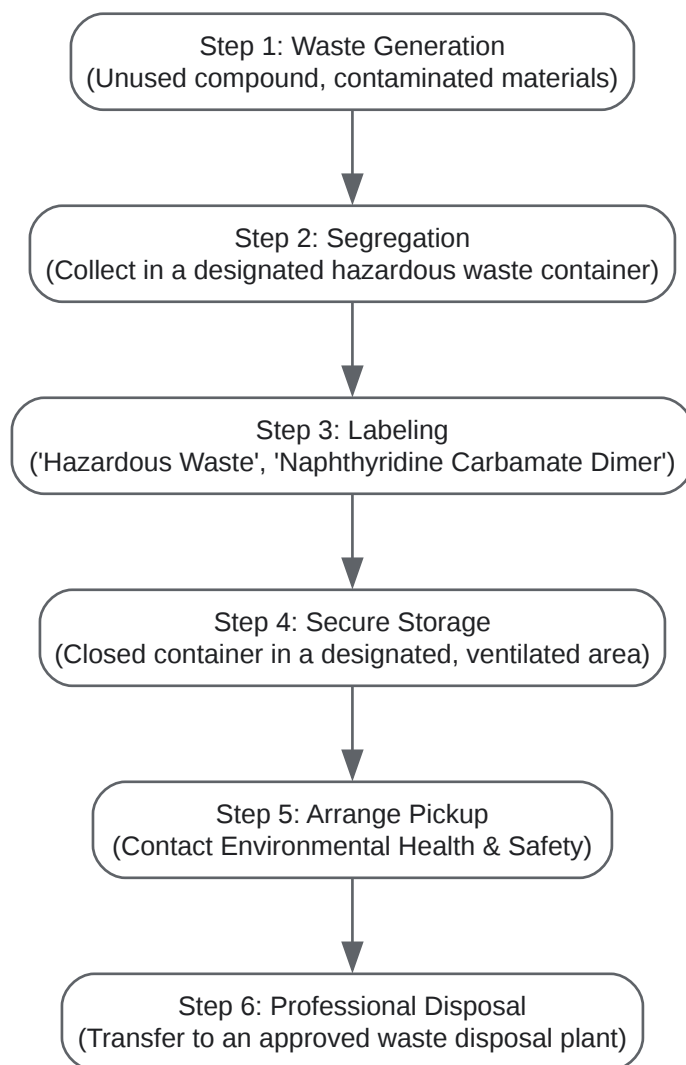 Step 1: Waste Generation
(Unused compound, contaminated materials)
Step 2: Segregation
(Collect in a designated hazardous waste container)
Step 3: Labeling
('Hazardous Waste', 'Naphthyridine Carbamate Dimer')
Step 4: Secure Storage
(Closed container in a designated, ventilated area)
Step 5: Arrange Pickup
(Contact Environmental Health & Safety)
Step 6: Professional Disposal
(Transfer to an approved waste disposal plant)